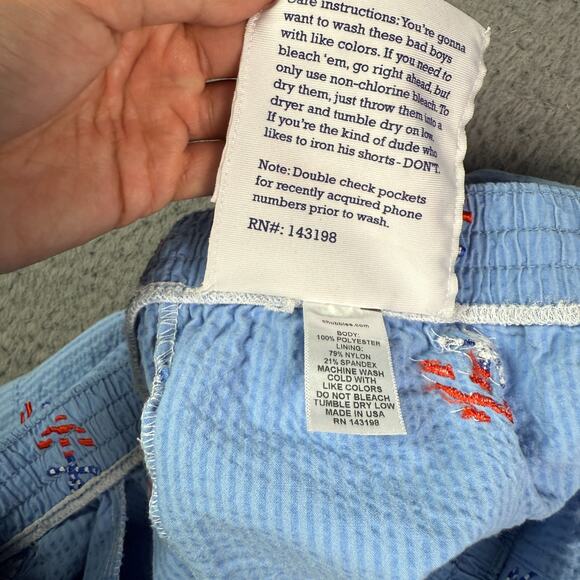 Care instructions: You're gonna
want to wash these bad boys
with like colors. If you need to
bleach 'em, go right ahead, but
only use non-chlorine bleach. To
dry them, just throw them into a
dryer and tumble dry on low.
If you're the kind of dude who
likes to iron his shorts - DON'T.
Note: Double check pockets
for recently acquired phone
numbers prior to wash.
RN#: 143198
chubbies.com
BODY:
100% POLYESTER
LINING:
79% NYLON
21% SPANDEX
MACHINE WASH
COLD WITH
LIKE COLORS
DO NOT BLEACH
TUMBLE DRY LOW
MADE IN USA
RN 143198